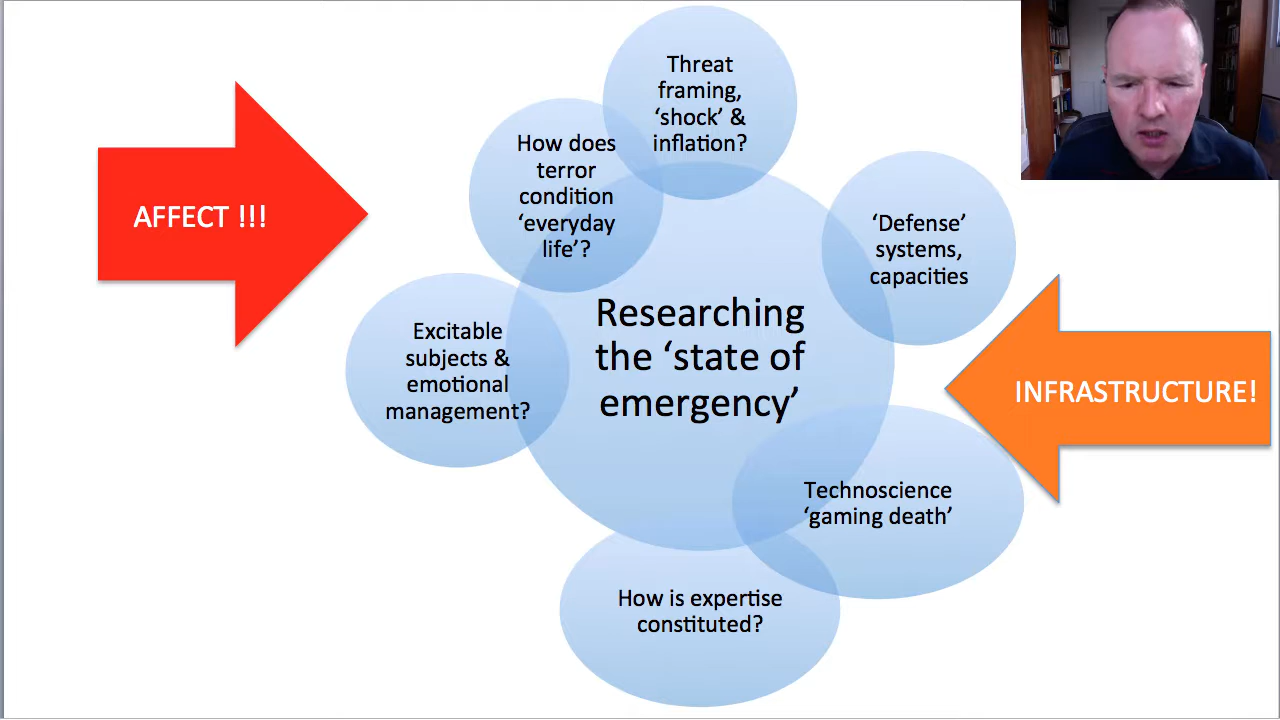 Threat
framing,
‘shock’ &
inflation?
How does
terror
condition
‘everyday
life’?
AFFECT !!!
‘Defense’
systems,
capacities
Excitable
subjects &
emotional
management?
Researching
the ‘state of
emergency’
INFRASTRUCTURE!
Technoscience
‘gaming death’
How is expertise
constituted?